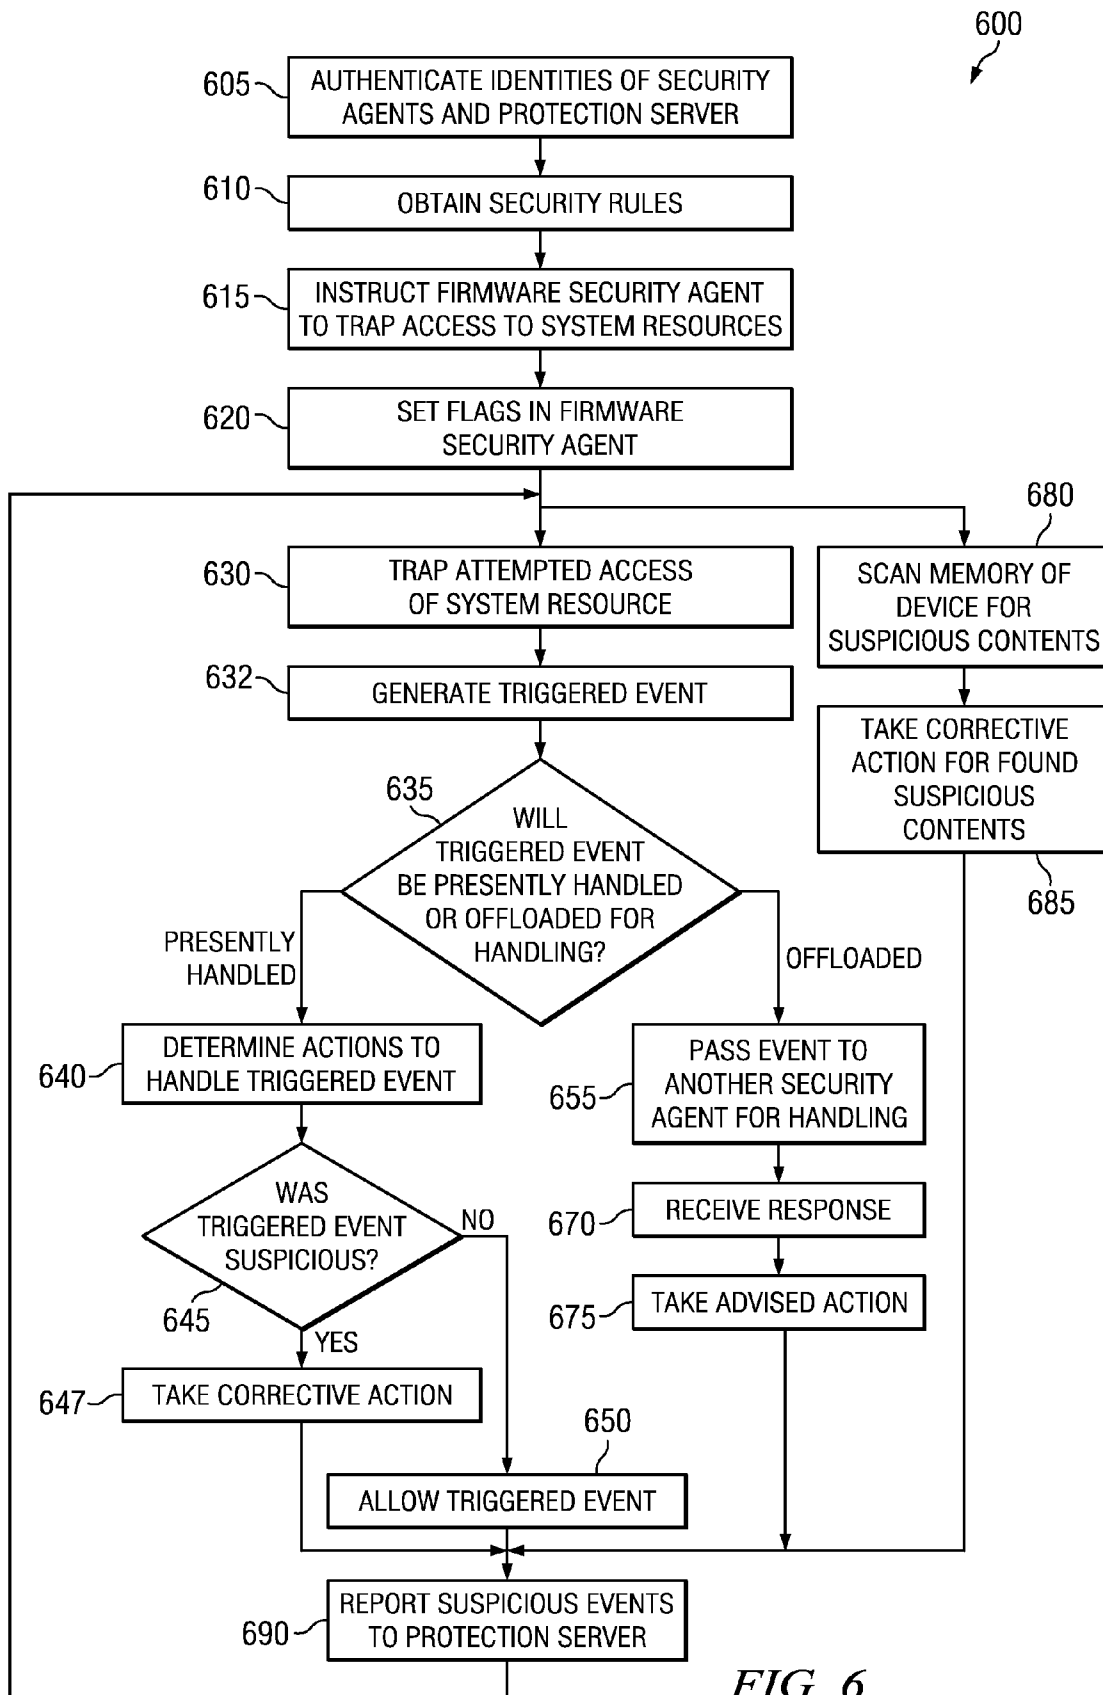 600
605
AUTHENTICATE IDENTITIES OF SECURITY
AGENTS AND PROTECTION SERVER
610
OBTAIN SECURITY RULES
615
INSTRUCT FIRMWARE SECURITY AGENT
TO TRAP ACCESS TO SYSTEM RESOURCES
620
SET FLAGS IN FIRMWARE
SECURITY AGENT
630
TRAP ATTEMPTED ACCESS
OF SYSTEM RESOURCE
680
SCAN MEMORY OF
DEVICE FOR
SUSPICIOUS CONTENTS
632
GENERATE TRIGGERED EVENT
TAKE CORRECTIVE
ACTION FOR FOUND
SUSPICIOUS
CONTENTS
685
635
WILL
TRIGGERED EVENT
BE PRESENTLY HANDLED
OR OFFLOADED FOR
HANDLING?
PRESENTLY
HANDLED
OFFLOADED
640
DETERMINE ACTIONS TO
HANDLE TRIGGERED EVENT
655
PASS EVENT TO
ANOTHER SECURITY
AGENT FOR HANDLING
WAS
TRIGGERED EVENT
SUSPICIOUS?
NO
645
YES
670
RECEIVE RESPONSE
675
TAKE ADVISED ACTION
647
TAKE CORRECTIVE ACTION
650
ALLOW TRIGGERED EVENT
690
REPORT SUSPICIOUS EVENTS
TO PROTECTION SERVER
FIG. 6